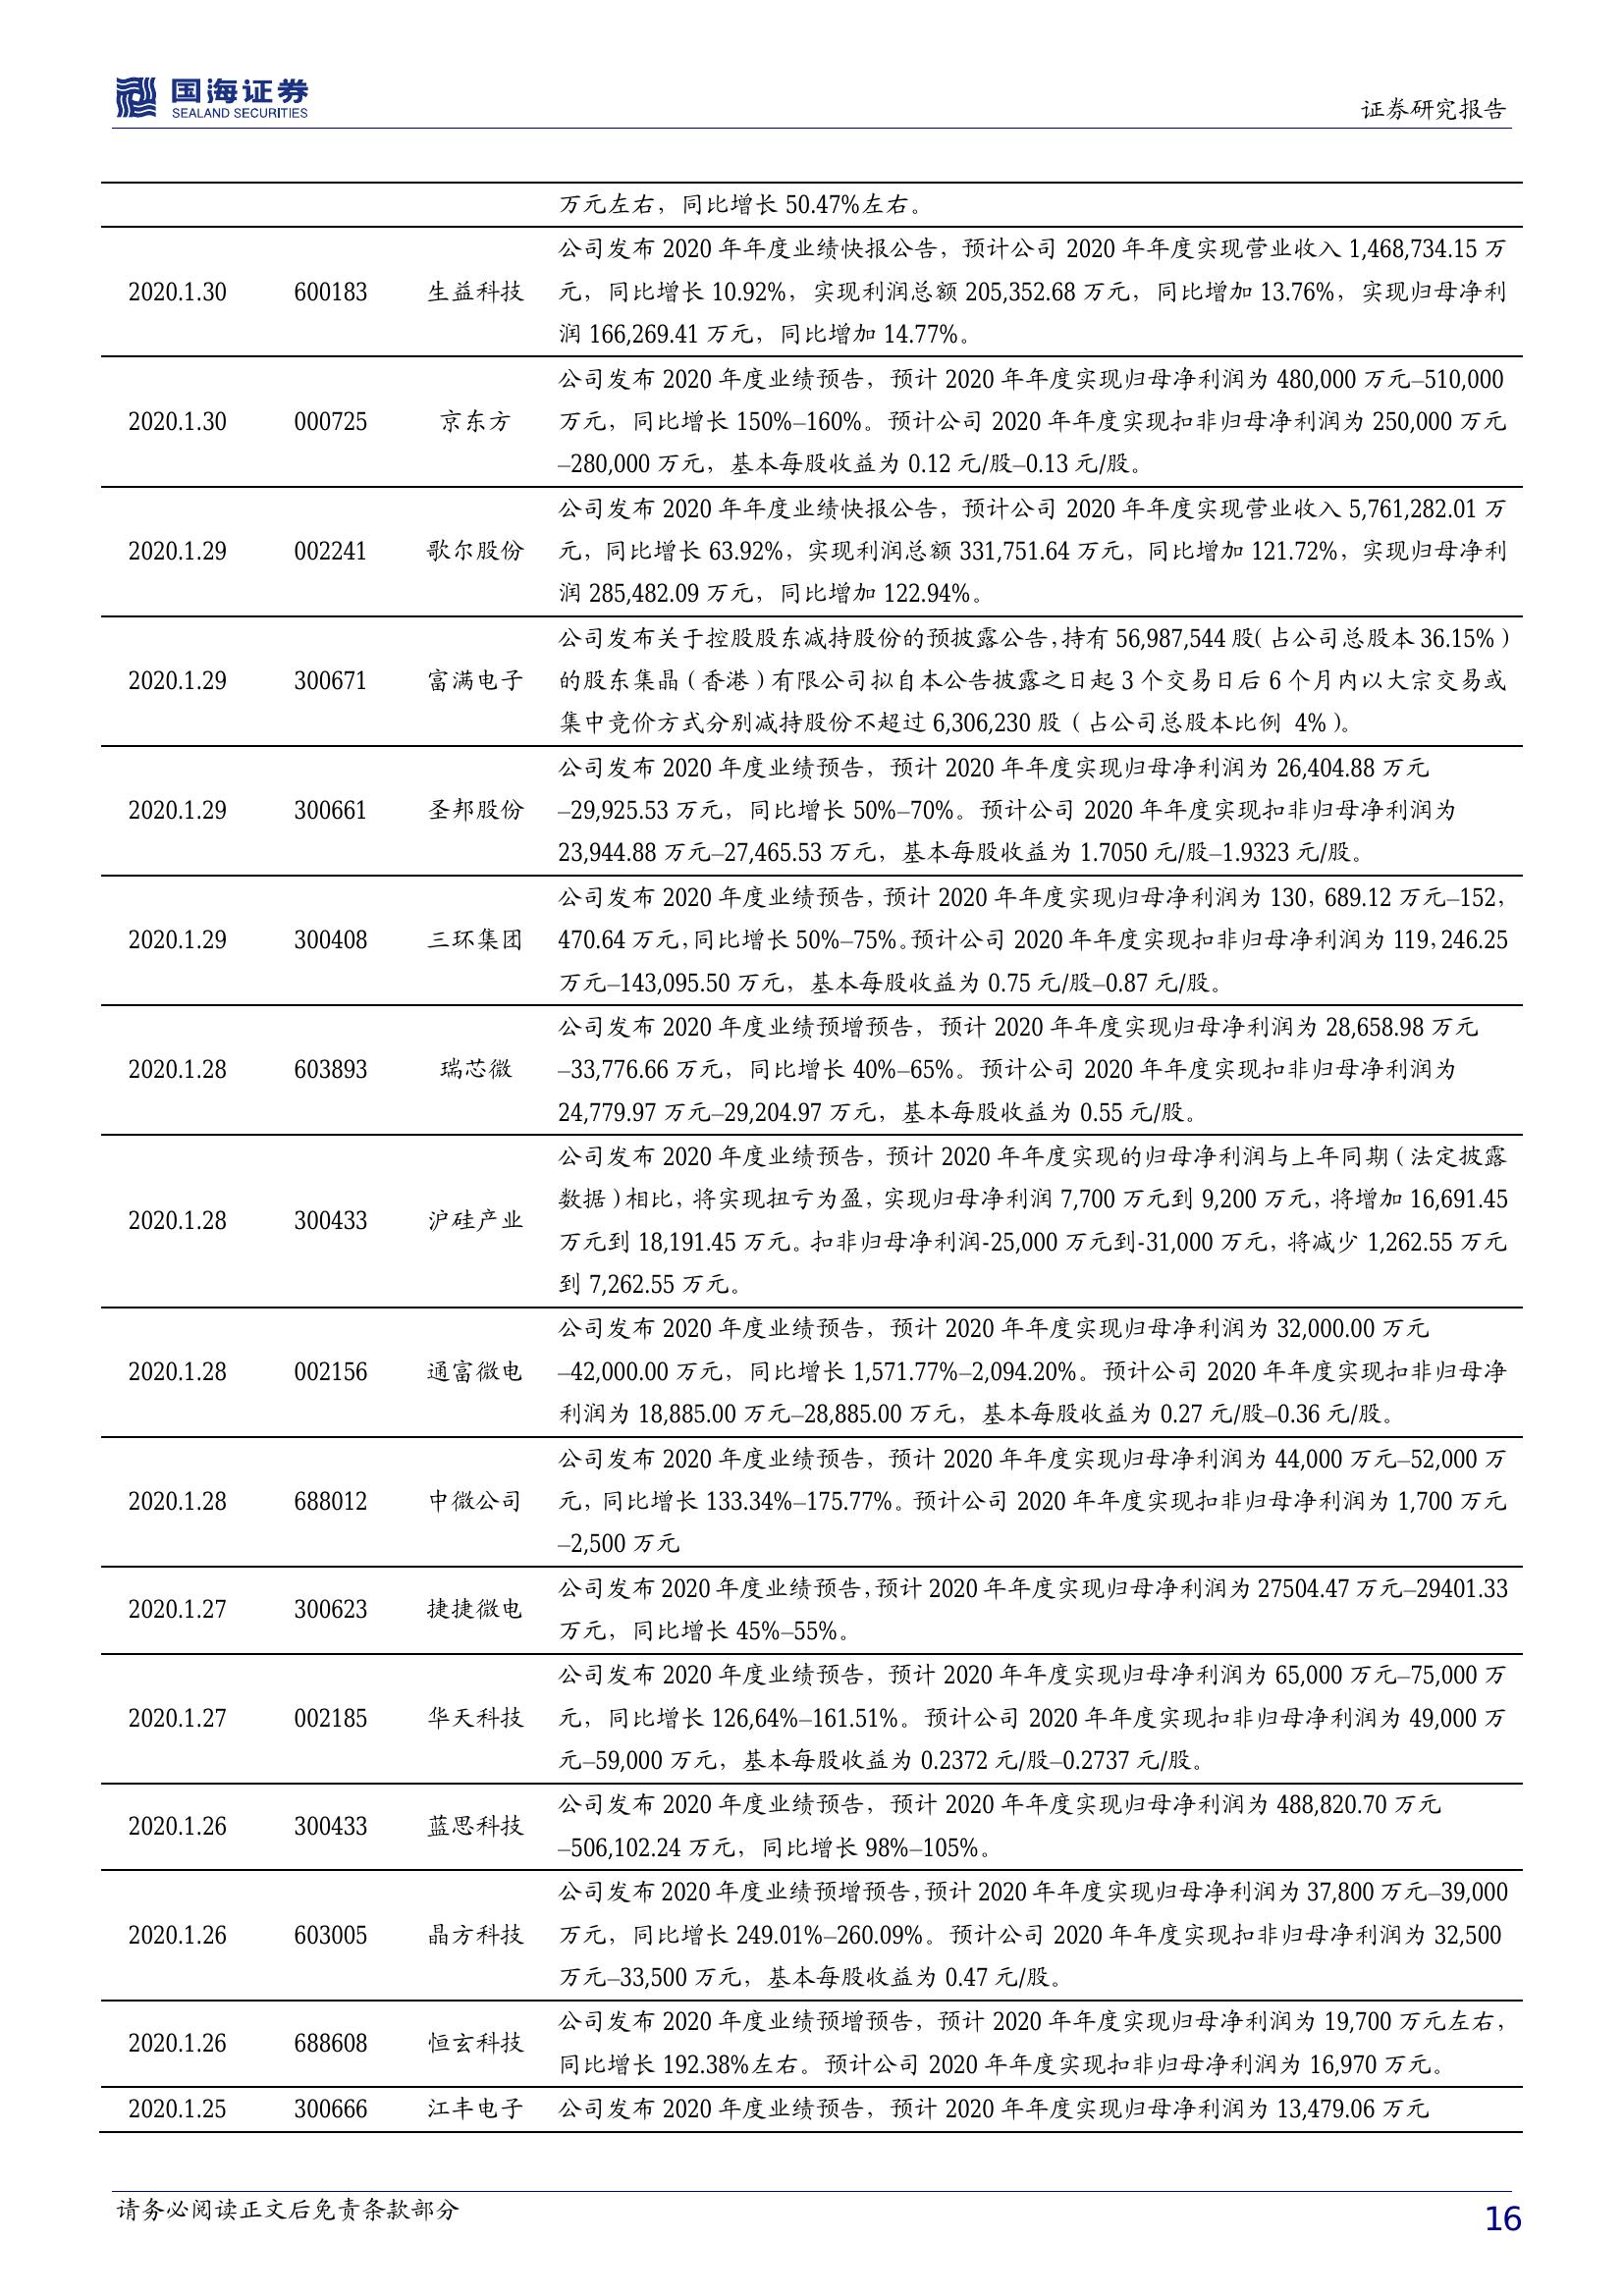 国海证券
SEALAND SECURITIES
证券研究报告
万元左右，同比增长 50.47%左右。
2020.1.30 600183 生益科技
公司发布 2020 年年度业绩快报公告，预计公司 2020 年年度实现营业收入 1,468,734.15 万
元，同比增长 10.92%，实现利润总额 205,352.68 万元，同比增加 13.76%，实现归母净利
润 166,269.41 万元，同比增加 14.77%。
2020.1.30 000725 京东方
公司发布 2020 年度业绩预告，预计 2020 年年度实现归母净利润为 480,000 万元–510,000
万元，同比增长 150%–160%。预计公司 2020 年年度实现扣非归母净利润为 250,000 万元
–280,000 万元，基本每股收益为 0.12 元/股–0.13 元/股。
2020.1.29 002241 歌尔股份
公司发布 2020 年年度业绩快报公告，预计公司 2020 年年度实现营业收入 5,761,282.01 万
元，同比增长 63.92%，实现利润总额 331,751.64 万元，同比增加 121.72%，实现归母净利
润 285,482.09 万元，同比增加 122.94%。
2020.1.29 300671 富满电子
公司发布关于控股股东减持股份的预披露公告，持有 56,987,544 股（占公司总股本 36.15%）
的股东集晶（香港）有限公司拟自本公告披露之日起 3 个交易日后 6 个月内以大宗交易或
集中竞价方式分别减持股份不超过 6,306,230 股（占公司总股本比例 4%）。
2020.1.29 300661 圣邦股份
公司发布 2020 年度业绩预告，预计 2020 年年度实现归母净利润为 26,404.88 万元
–29,925.53 万元，同比增长 50%–70%。预计公司 2020 年年度实现扣非归母净利润为
23,944.88 万元–27,465.53 万元，基本每股收益为 1.7050 元/股–1.9323 元/股。
2020.1.29 300408 三环集团
公司发布 2020 年度业绩预告，预计 2020 年年度实现归母净利润为 130，689.12 万元–152，
470.64 万元，同比增长 50%–75%。预计公司 2020 年年度实现扣非归母净利润为 119，246.25
万元–143,095.50 万元，基本每股收益为 0.75 元/股–0.87 元/股。
2020.1.28 603893 瑞芯微
公司发布 2020 年度业绩预增预告，预计 2020 年年度实现归母净利润为 28,658.98 万元
–33,776.66 万元，同比增长 40%–65%。预计公司 2020 年年度实现扣非归母净利润为
24,779.97 万元–29,204.97 万元，基本每股收益为 0.55 元/股。
2020.1.28 300433 沪硅产业
公司发布 2020 年度业绩预告，预计 2020 年年度实现的归母净利润与上年同期（法定披露
数据）相比，将实现扭亏为盈，实现归母净利润 7,700 万元到 9,200 万元，将增加 16,691.45
万元到 18,191.45 万元。扣非归母净利润-25,000 万元到-31,000 万元，将减少 1,262.55 万元
到 7,262.55 万元。
2020.1.28 002156 通富微电
公司发布 2020 年度业绩预告，预计 2020 年年度实现归母净利润为 32,000.00 万元
–42,000.00 万元，同比增长 1,571.77%–2,094.20%。预计公司 2020 年年度实现扣非归母净
利润为 18,885.00 万元–28,885.00 万元，基本每股收益为 0.27 元/股–0.36 元/股。
2020.1.28 688012 中微公司
公司发布 2020 年度业绩预告，预计 2020 年年度实现归母净利润为 44,000 万元–52,000 万
元，同比增长 133.34%–175.77%。预计公司 2020 年年度实现扣非归母净利润为 1,700 万元
–2,500 万元
2020.1.27 300623 捷捷微电
公司发布 2020 年度业绩预告，预计 2020 年年度实现归母净利润为 27504.47 万元–29401.33
万元，同比增长 45%–55%。
2020.1.27 002185 华天科技
公司发布 2020 年度业绩预告，预计 2020 年年度实现归母净利润为 65,000 万元–75,000 万
元，同比增长 126,64%–161.51%。预计公司 2020 年年度实现扣非归母净利润为 49,000 万
元–59,000 万元，基本每股收益为 0.2372 元/股–0.2737 元/股。
2020.1.26 300433 蓝思科技
公司发布 2020 年度业绩预告，预计 2020 年年度实现归母净利润为 488,820.70 万元
–506,102.24 万元，同比增长 98%–105%。
2020.1.26 603005 晶方科技
公司发布 2020 年度业绩预增预告，预计 2020 年年度实现归母净利润为 37,800 万元–39,000
万元，同比增长 249.01%–260.09%。预计公司 2020 年年度实现扣非归母净利润为 32,500
万元–33,500 万元，基本每股收益为 0.47 元/股。
2020.1.26 688608 恒玄科技
公司发布 2020 年度业绩预增预告，预计 2020 年年度实现归母净利润为 19,700 万元左右，
同比增长 192.38%左右。预计公司 2020 年年度实现扣非归母净利润为 16,970 万元。
2020.1.25 300666 江丰电子 公司发布 2020 年度业绩预告，预计 2020 年年度实现归母净利润为 13,479.06 万元
请务必阅读正文后免责条款部分
16